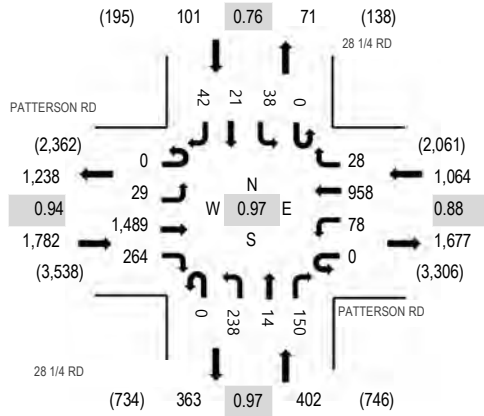 (195) 101 0.76 71 (138)
28 1/4 RD
PATTERSON RD
42 21 38 0
(2,362) (2,061)
0 28
1,238 1,064
29 N 958
0.94 W 0.97 E 0.88
1,489 S 78
1,782 1,677
264 0
(3,538) (3,306)
0 238 14 150
PATTERSON RD
28 1/4 RD
(734) 363 0.97 402 (746)